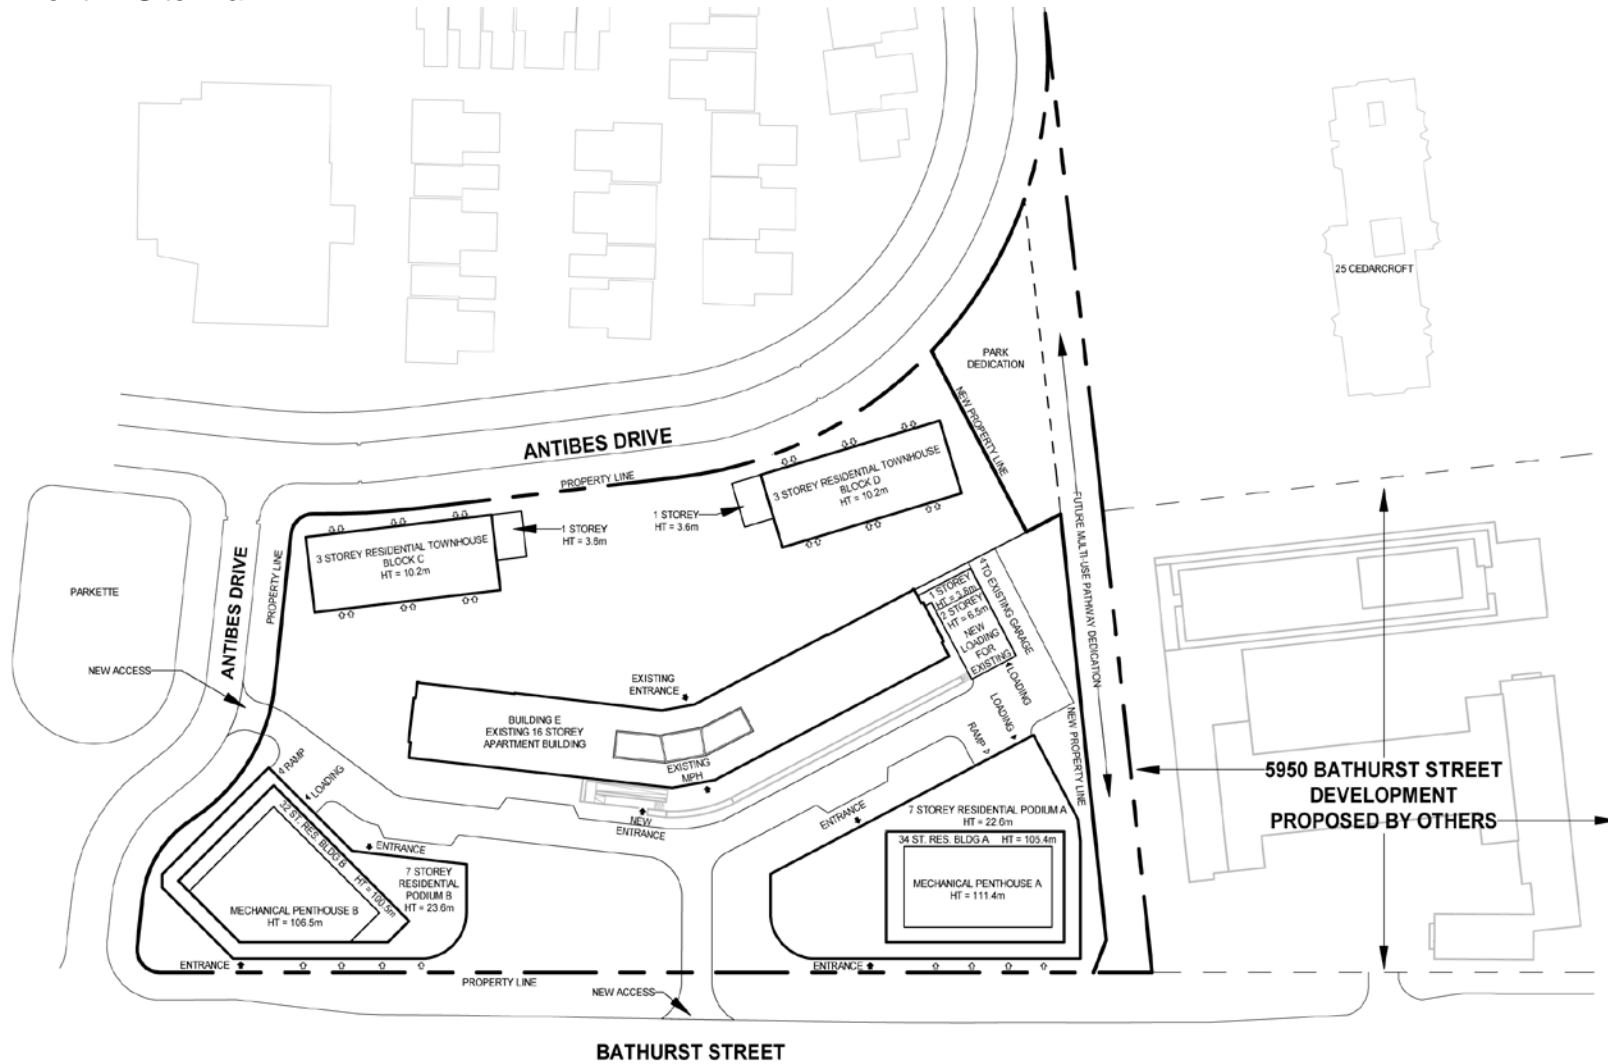 25 CEDARCROFT
PARK
DEDICATION
NEW PROPERTY LINE
ANTIBES DRIVE
PROPERTY LINE
3 STOREY RESIDENTIAL TOWNHOUSE
BLOCK D
HT = 10.2m
1 STOREY
HT = 3.6m
1 STOREY
HT = 3.6m
3 STOREY RESIDENTIAL TOWNHOUSE
BLOCK C
HT = 10.2m
PARKETTE
ANTIBES DRIVE
PROPERTY LINE
NEW ACCESS
FUTURE MULTI-USE PATHWAY DEDICATION
TO EXISTING GARAGE
1 STOREY
HT = 3.6m
2 STOREY
HT = 6.5m
NEW
LOADING
FOR
EXISTING
LOADING
LOADING
RAMP
NEW PROPERTY LINE
EXISTING
ENTRANCE
BUILDING E
EXISTING 16 STOREY
APARTMENT BUILDING
EXISTING
MPH
NEW
ENTRANCE
RAMP
LOADING
32 ST. RES. BLDG B HT = 100.5m
ENTRANCE
7 STOREY
RESIDENTIAL
PODIUM B
HT = 23.6m
MECHANICAL PENTHOUSE B
HT = 106.5m
ENTRANCE
7 STOREY RESIDENTIAL PODIUM A
HT = 22.6m
34 ST. RES. BLDG A HT = 105.4m
MECHANICAL PENTHOUSE A
HT = 111.4m
5950 BATHURST STREET
DEVELOPMENT
PROPOSED BY OTHERS
ENTRANCE
PROPERTY LINE
ENTRANCE
NEW ACCESS
BATHURST STREET